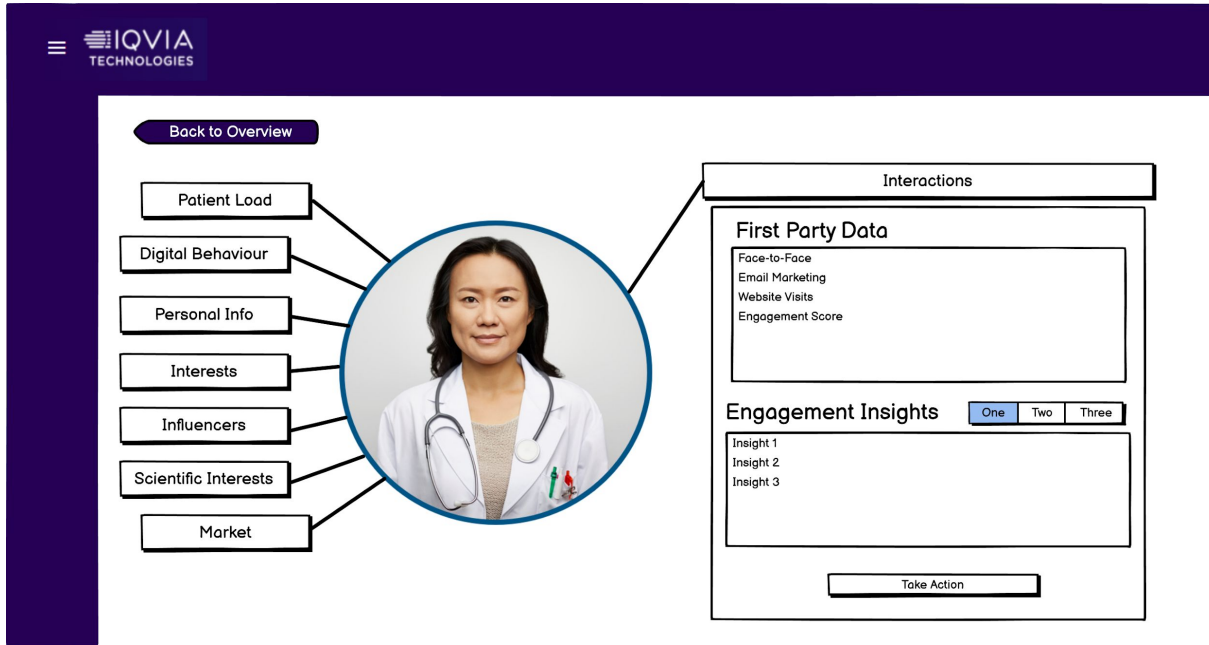 IQVIA
TECHNOLOGIES
Back to Overview
Patient Load
Digital Behaviour
Personal Info
Interests
Influencers
Scientific Interests
Market
Interactions
First Party Data
Face-to-Face
Email Marketing
Website Visits
Engagement Score
Engagement Insights
One Two Three
Insight 1
Insight 2
Insight 3
Take Action